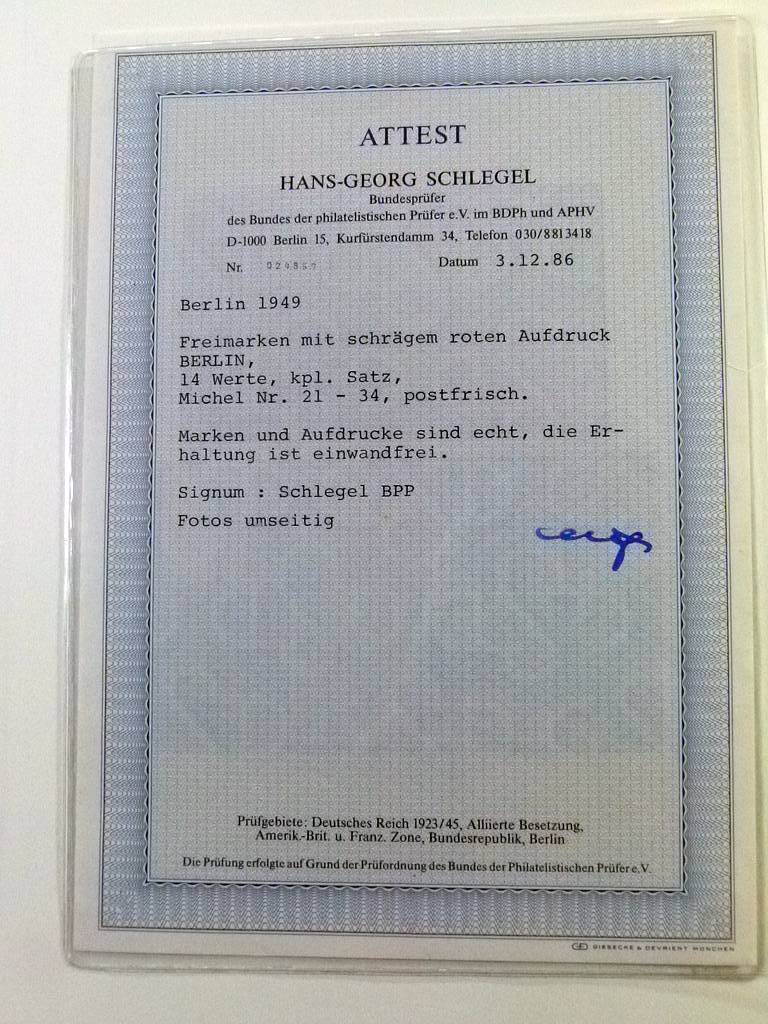 ATTEST
HANS-GEORG SCHLEGEL
Bundesprüfer
des Bundes der philatelistischen Prüfer e.V. im BDPh und APHV
D-1000 Berlin 15, Kurfürstendamm 34, Telefon 030/8813418
Nr. Datum 3.12.86
Berlin 1949
Freimarken mit schrägem roten Aufdruck
BERLIN,
14 Werte, kpl. Satz,
Michel Nr. 21 - 34, postfrisch.
Marken und Aufdrucke sind echt, die Er-
haltung ist einwandfrei.
Signum : Schlegel BPP
Fotos umseitig
Prüfgebiete: Deutsches Reich 1923/45, Alliierte Besetzung,
Amerik.-Brit. u. Franz. Zone, Bundesrepublik, Berlin
Die Prüfung erfolgte auf Grund der Prüfordnung des Bundes der Philatelistischen Prüfer e.V.
GIESECKE & DEVRIENT MÜNCHEN